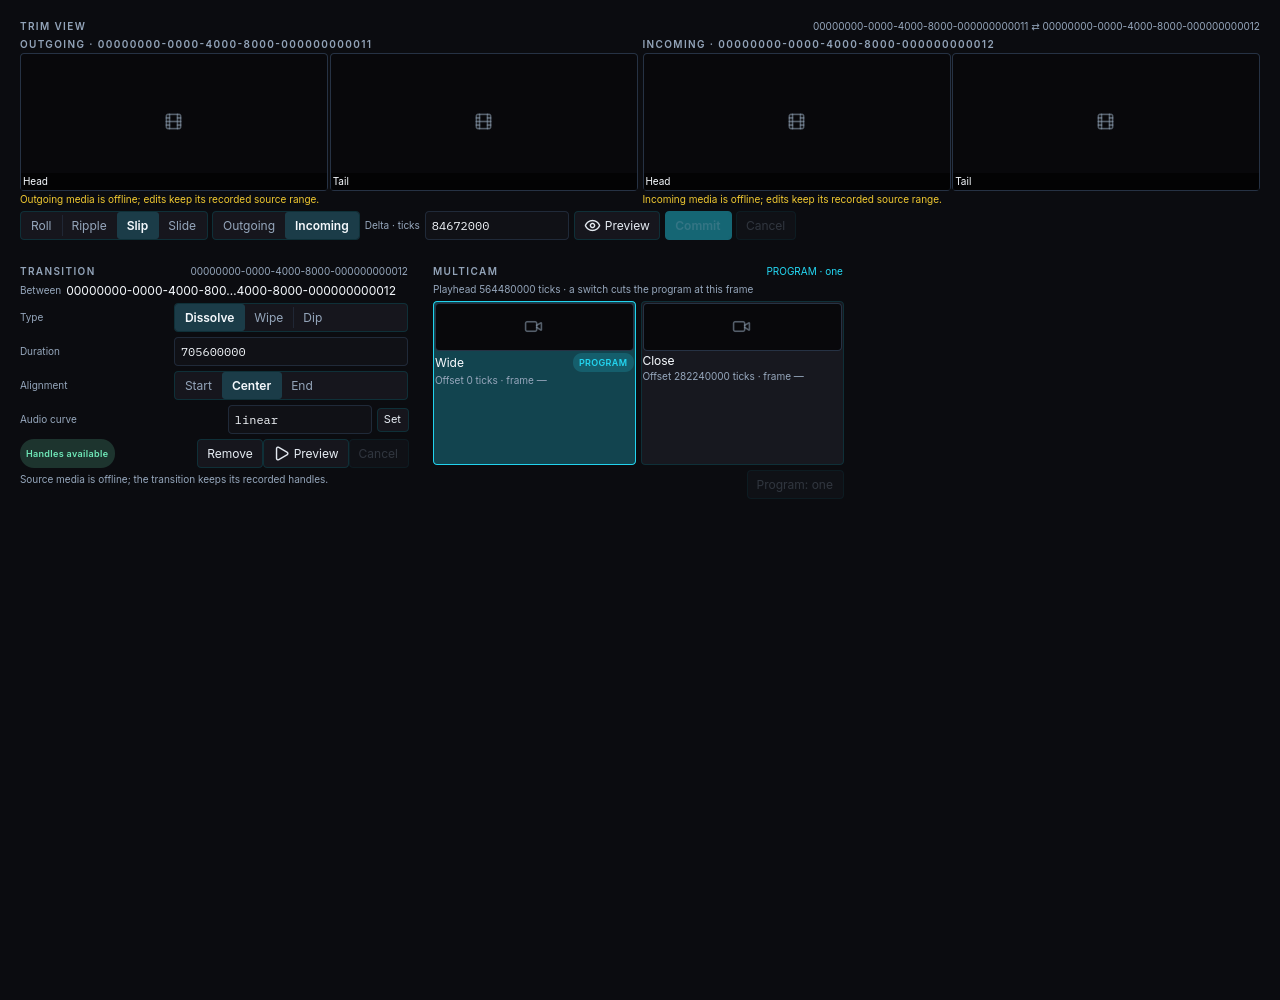 TRIM VIEW
00000000-0000-4000-8000-000000000011 ⇄ 00000000-0000-4000-8000-000000000012
OUTGOING · 00000000-0000-4000-8000-000000000011
INCOMING · 00000000-0000-4000-8000-000000000012
Head
Tail
Head
Tail
Outgoing media is offline; edits keep its recorded source range.
Incoming media is offline; edits keep its recorded source range.
Roll Ripple Slip Slide Outgoing Incoming Delta · ticks 84672000 Preview Commit Cancel
TRANSITION
00000000-0000-4000-8000-000000000012
Between 00000000-0000-4000-800…4000-8000-000000000012
Type Dissolve Wipe Dip
Duration 705600000
Alignment Start Center End
Audio curve linear Set
Handles available Remove Preview Cancel
Source media is offline; the transition keeps its recorded handles.
MULTICAM
PROGRAM · one
Playhead 564480000 ticks · a switch cuts the program at this frame
Wide PROGRAM
Offset 0 ticks · frame —
Close
Offset 282240000 ticks · frame —
Program: one